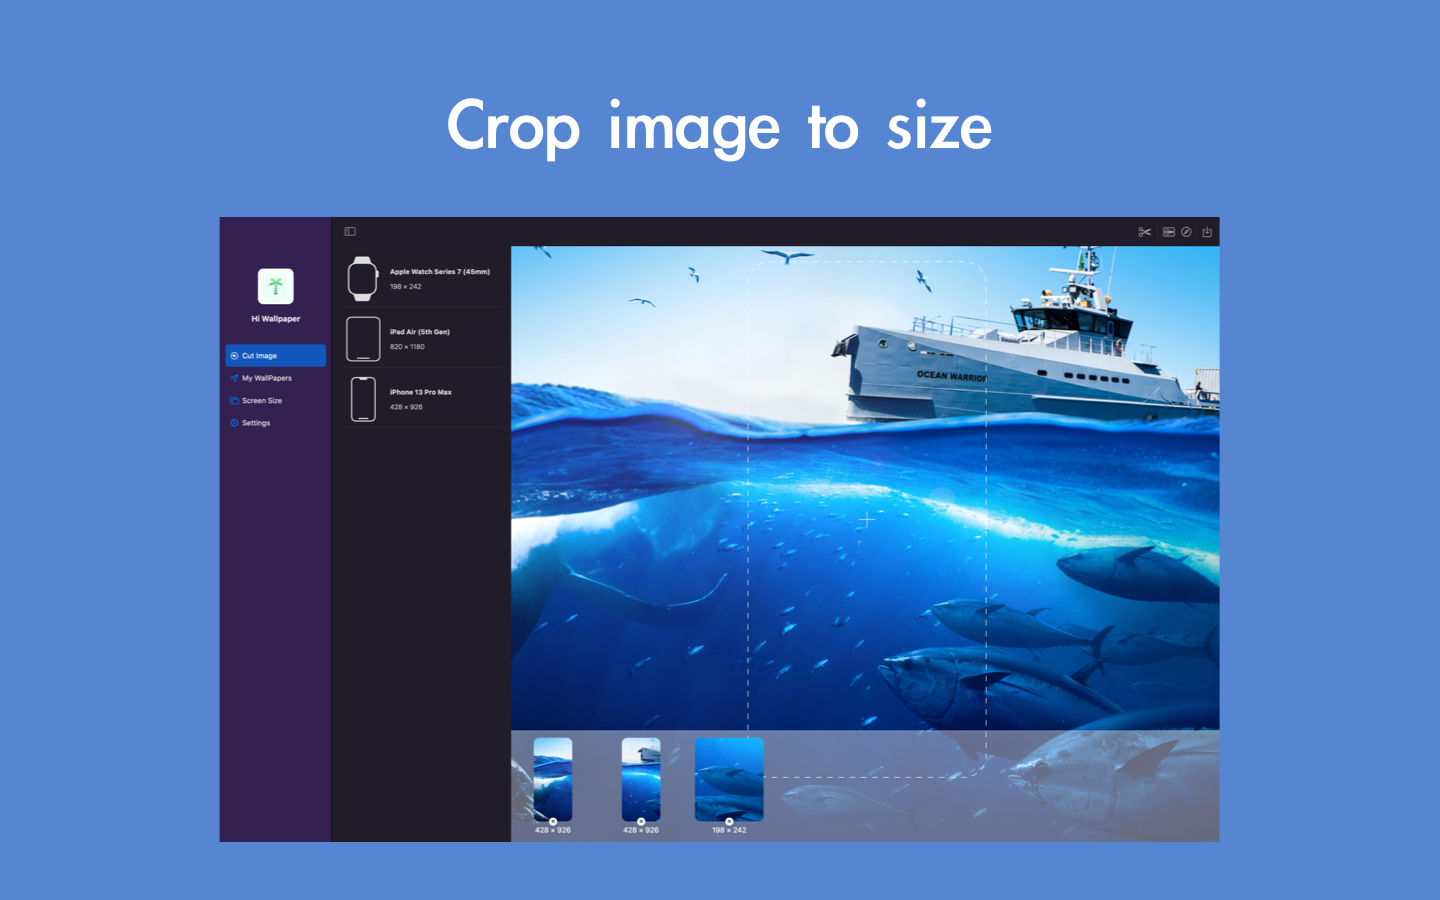 Crop image to size
Hi Wallpaper
Cut Image
My WallPapers
Screen Size
Settings
Apple Watch Series 7 (45mm)
198 × 242
iPad Air (5th Gen)
820 × 1180
iPhone 13 Pro Max
428 × 926
OCEAN WARRIOR
428 × 926
428 × 926
198 × 242